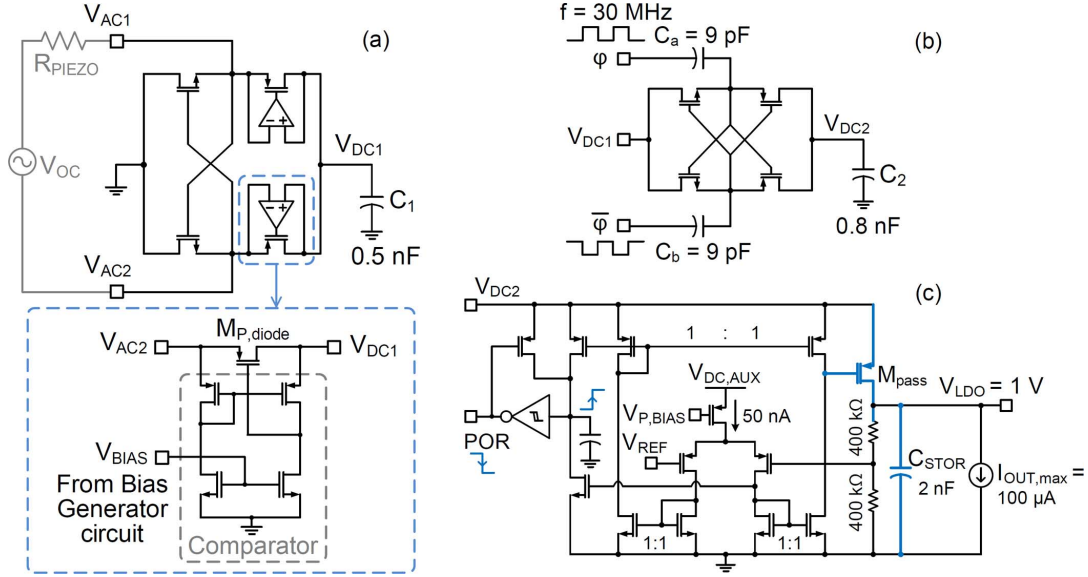 V_AC1
(a)
R_PIEZO
V_OC
V_DC1
C_1
0.5 nF
V_AC2
f = 30 MHz
(b)
C_a = 9 pF
φ
V_DC1
V_DC2
C_2
0.8 nF
φ̅
C_b = 9 pF
M_P,diode
V_AC2
V_DC1
V_BIAS
From Bias
Generator
circuit
Comparator
(c)
V_DC2
1 : 1
M_pass
V_DC,AUX
V_LDO = 1 V
V_P,BIAS
50 nA
POR
V_REF
400 kΩ
C_STOR
2 nF
I_OUT,max =
100 µA
400 kΩ
1:1
1:1